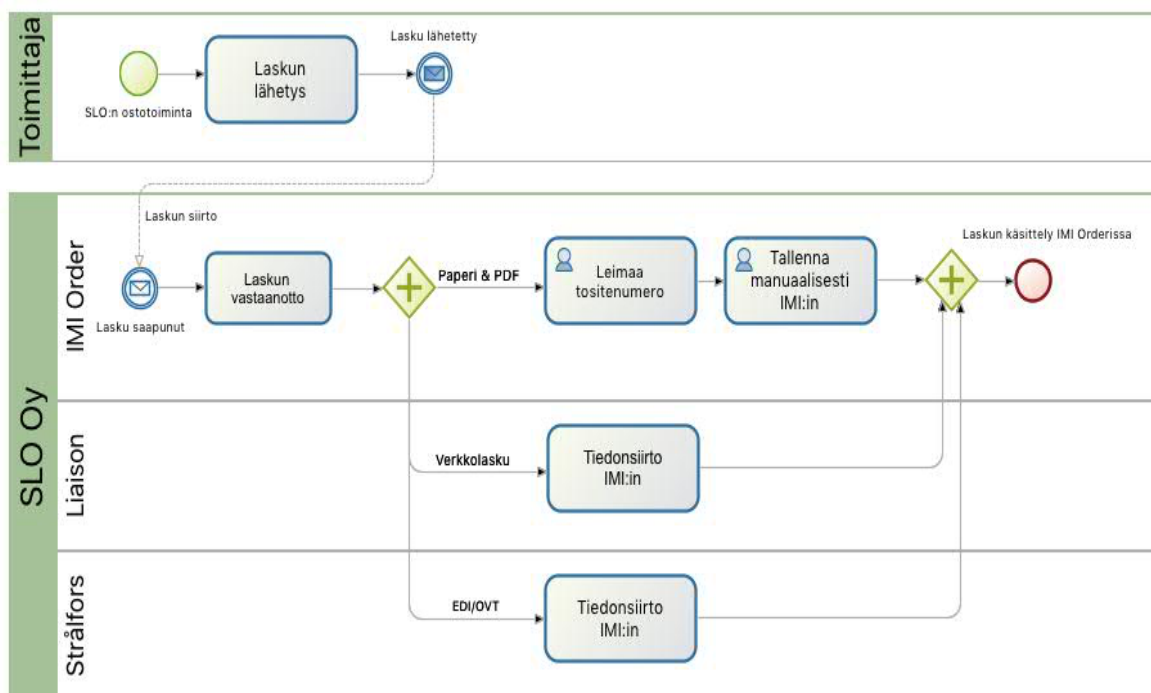 Toimittaja
SLO:n ostotoiminta
Laskun
lähetys
Lasku lähetetty
Laskun siirto
SLO Oy
IMI Order
Lasku saapunut
Laskun
vastaanotto
Paperi & PDF
Leimaa
tositenumero
Tallenna
manuaalisesti
IMI:in
Laskun käsittely IMI Orderissa
Liaison
Verkkolasku
Tiedonsiirto
IMI:in
Strålfors
EDI/OVT
Tiedonsiirto
IMI:in